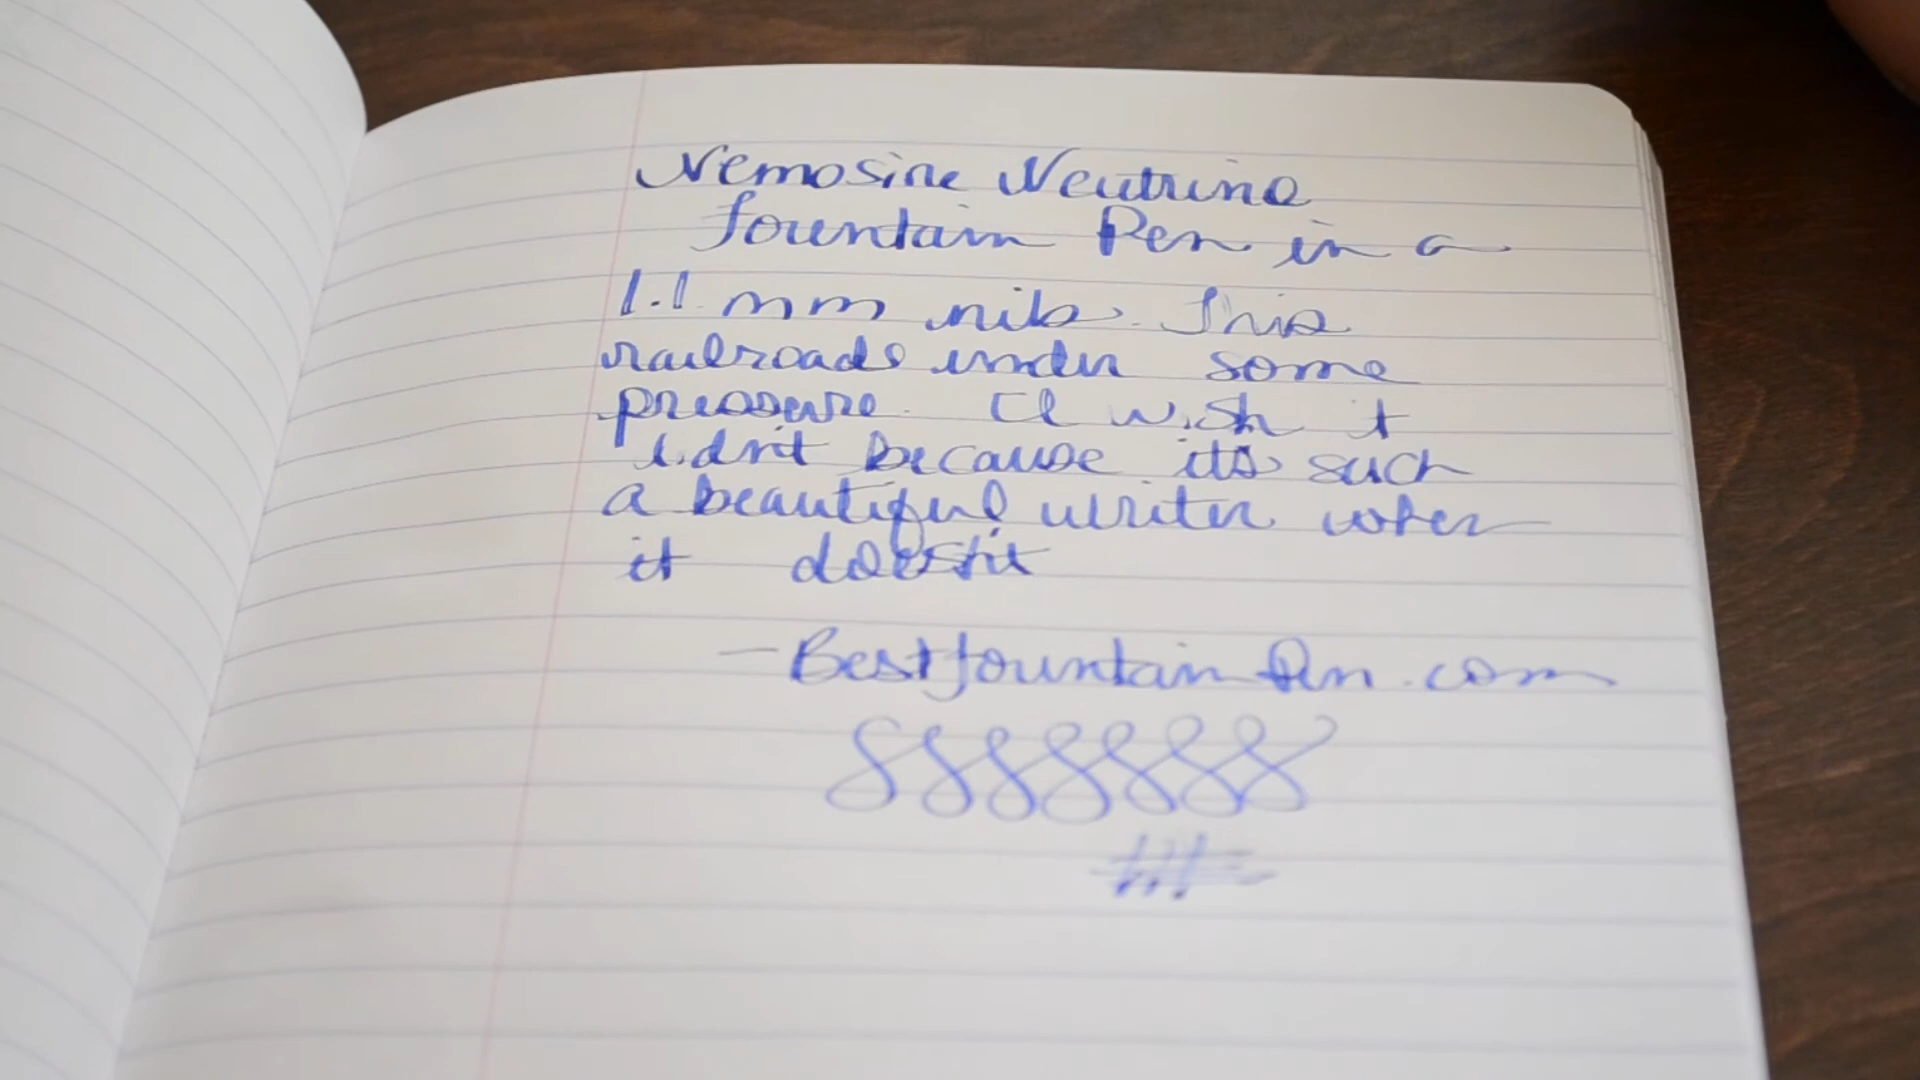 Nemosine Neutrino
fountain Pen in a
1.1 mm nib. This
railroads under some
pressure. I wish it
didn't because its such
a beautiful writer when
it doesn't
- BestfountainPen.com